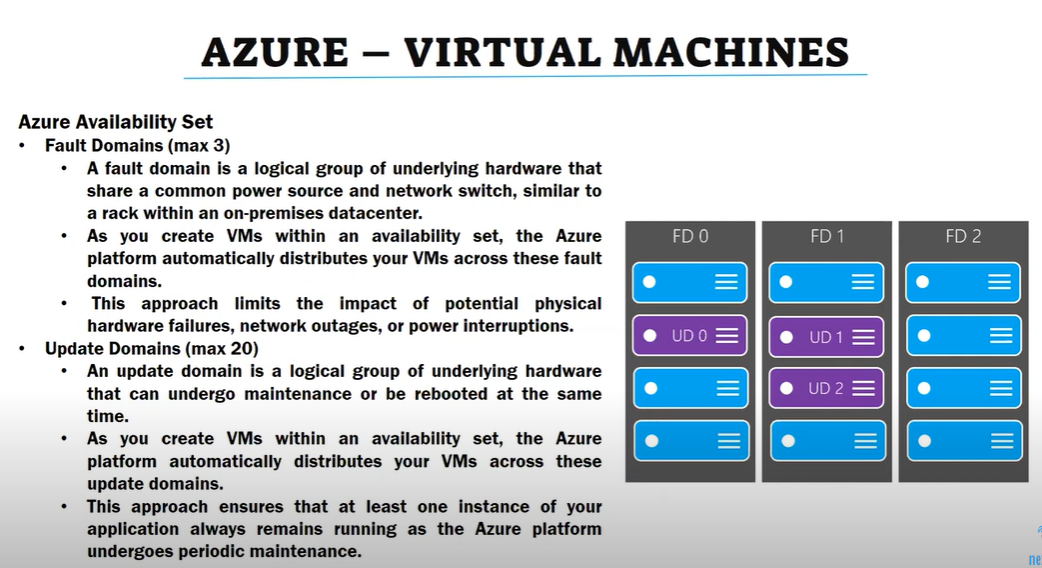 AZURE – VIRTUAL MACHINES
Azure Availability Set
• Fault Domains (max 3)
• A fault domain is a logical group of underlying hardware that
share a common power source and network switch, similar to
a rack within an on-premises datacenter.
• As you create VMs within an availability set, the Azure
platform automatically distributes your VMs across these fault
domains.
• This approach limits the impact of potential physical
hardware failures, network outages, or power interruptions.
• Update Domains (max 20)
• An update domain is a logical group of underlying hardware
that can undergo maintenance or be rebooted at the same
time.
• As you create VMs within an availability set, the Azure
platform automatically distributes your VMs across these
update domains.
• This approach ensures that at least one instance of your
application always remains running as the Azure platform
undergoes periodic maintenance.
FD 0
UD 0
FD 1
UD 1
UD 2
FD 2